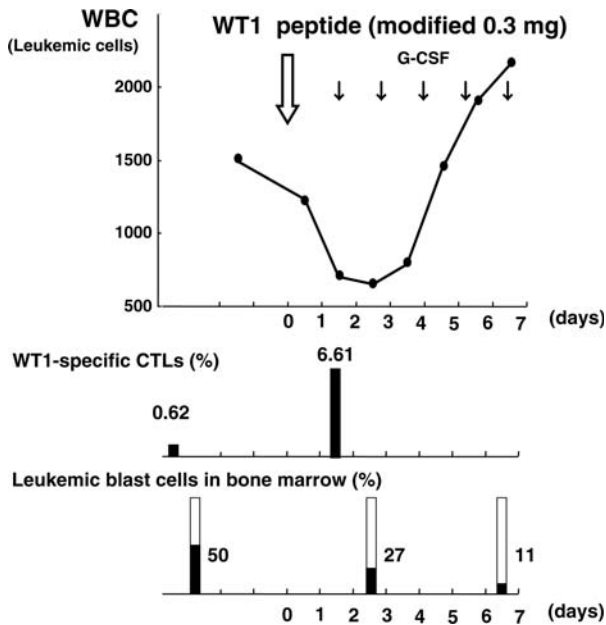 WBC
(Leukemic cells)
WT1 peptide (modified 0.3 mg)
G-CSF
2000
1500
1000
500
0 1 2 3 4 5 6 7 (days)
WT1-specific CTLs (%)
0.62
6.61
Leukemic blast cells in bone marrow (%)
50
27
11
0 1 2 3 4 5 6 7 (days)